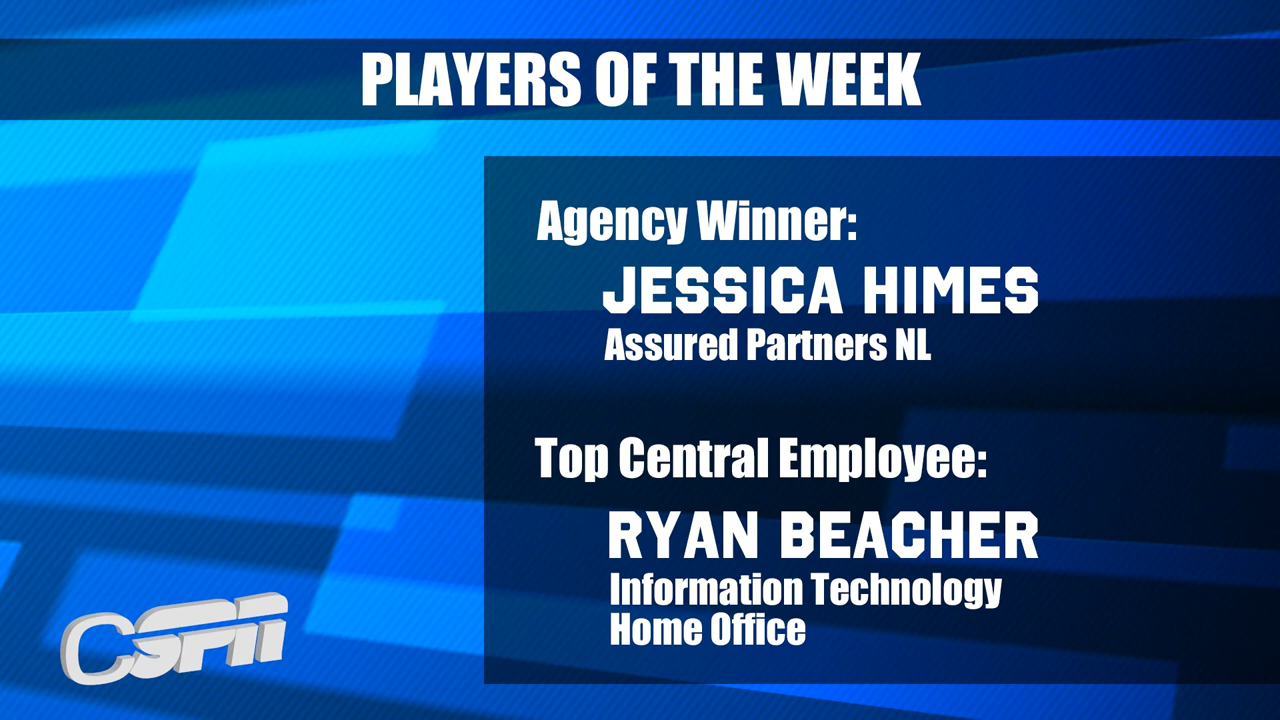 PLAYERS OF THE WEEK
Agency Winner:
JESSICA HIMES
Assured Partners NL
Top Central Employee:
RYAN BEACHER
Information Technology
Home Office
CSPN